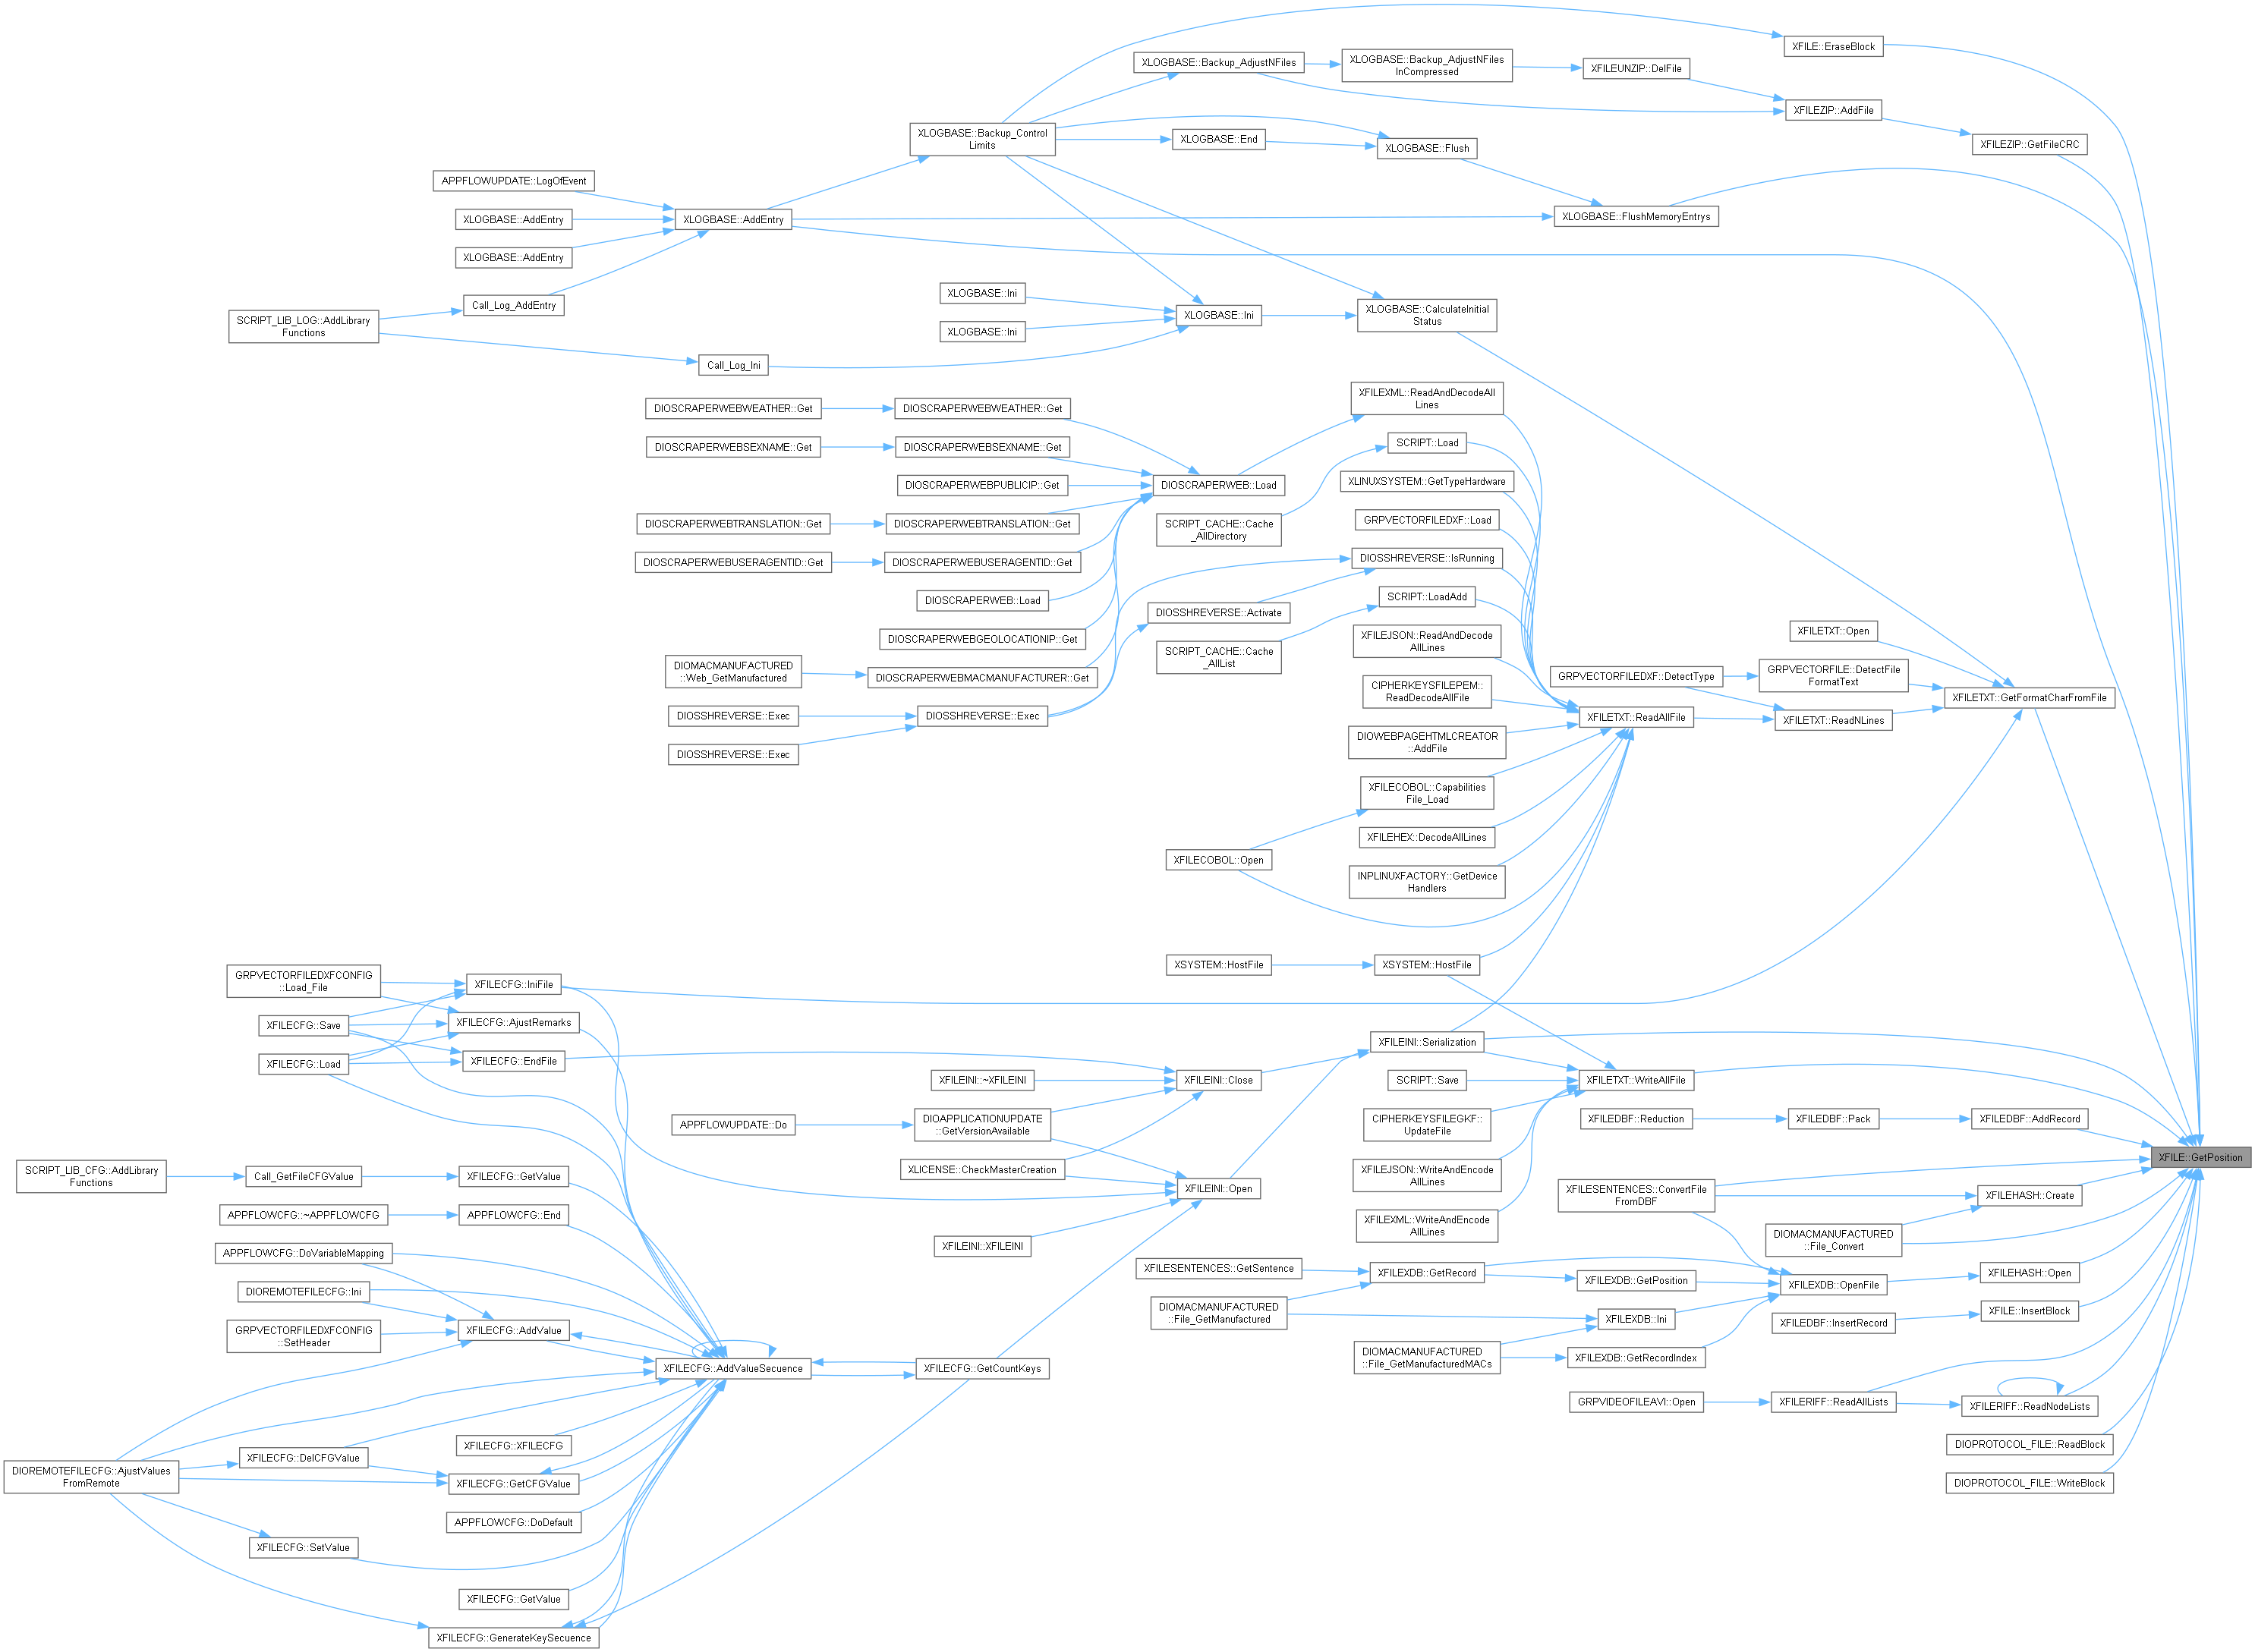 XFILE::EraseBlock
XLOGBASE::Backup_AdjustNFiles
XLOGBASE::Backup_AdjustNFiles
InCompressed
XFILEUNZIP::DelFile
XFILEZIP::AddFile
XLOGBASE::Backup_Control
Limits
XLOGBASE::End
XLOGBASE::Flush
XFILEZIP::GetFileCRC
APPFLOWUPDATE::LogOfEvent
XLOGBASE::AddEntry
XLOGBASE::AddEntry
XLOGBASE::FlushMemoryEntrys
XLOGBASE::AddEntry
XLOGBASE::Ini
Call_Log_AddEntry
SCRIPT_LIB_LOG::AddLibrary
Functions
XLOGBASE::Ini
XLOGBASE::Ini
XLOGBASE::CalculateInitial
Status
Call_Log_Ini
XFILEXML::ReadAndDecodeAll
Lines
DIOSCRAPERWEBWEATHER::Get
DIOSCRAPERWEBWEATHER::Get
SCRIPT::Load
DIOSCRAPERWEBSEXNAME::Get
DIOSCRAPERWEBSEXNAME::Get
DIOSCRAPERWEBPUBLICIP::Get
DIOSCRAPERWEB::Load
XLINUXSYSTEM::GetTypeHardware
DIOSCRAPERWEBTRANSLATION::Get
DIOSCRAPERWEBTRANSLATION::Get
SCRIPT_CACHE::Cache
_AllDirectory
GRPVECTORFILEDXF::Load
DIOSCRAPERWEBUSERAGENTID::Get
DIOSCRAPERWEBUSERAGENTID::Get
DIOSSHREVERSE::IsRunning
DIOSCRAPERWEB::Load
DIOSSHREVERSE::Activate
SCRIPT::LoadAdd
DIOSCRAPERWEBGEOLOCATIONIP::Get
SCRIPT_CACHE::Cache
_AllList
XFILEJSON::ReadAndDecode
AllLines
XFILETXT::Open
DIOMACMANUFACTURED
::Web_GetManufactured
DIOSCRAPERWEBMACMANUFACTURER::Get
CIPHERKEYSFILEPEM::
ReadDecodeAllFile
GRPVECTORFILEDXF::DetectType
GRPVECTORFILE::DetectFile
FormatText
XFILETXT::GetFormatCharFromFile
DIOSSHREVERSE::Exec
DIOSSHREVERSE::Exec
XFILETXT::ReadAllFile
XFILETXT::ReadNLines
DIOSSHREVERSE::Exec
DIOWEBPAGEHTMLCREATOR
::AddFile
XFILECOBOL::Capabilities
File_Load
XFILEHEX::DecodeAllLines
XFILECOBOL::Open
INPLINUXFACTORY::GetDevice
Handlers
XSYSTEM::HostFile
XSYSTEM::HostFile
GRPVECTORFILEDXFCONFIG
::Load_File
XFILECFG::IniFile
XFILECFG::Save
XFILECFG::AjustRemarks
XFILECFG::Load
XFILECFG::EndFile
XFILEINI::Serialization
XFILEINI::~XFILEINI
XFILEINI::Close
SCRIPT::Save
XFILETXT::WriteAllFile
APPFLOWUPDATE::Do
DIOAPPLICATIONUPDATE
::GetVersionAvailable
CIPHERKEYSFILEGKF::
UpdateFile
XFILEDBF::Reduction
XFILEDBF::Pack
XFILEDBF::AddRecord
XFILE::GetPosition
SCRIPT_LIB_CFG::AddLibrary
Functions
Call_GetFileCFGValue
XFILECFG::GetValue
XLICENSE::CheckMasterCreation
XFILEINI::Open
XFILEJSON::WriteAndEncode
AllLines
XFILESENTENCES::ConvertFile
FromDBF
XFILEHASH::Create
APPFLOWCFG::~APPFLOWCFG
APPFLOWCFG::End
XFILEINI::XFILEINI
XFILEXML::WriteAndEncode
AllLines
DIOMACMANUFACTURED
::File_Convert
APPFLOWCFG::DoVariableMapping
XFILESENTENCES::GetSentence
XFILEXDB::GetRecord
XFILEXDB::GetPosition
XFILEXDB::OpenFile
XFILEHASH::Open
DIOREMOTEFILECFG::Ini
DIOMACMANUFACTURED
::File_GetManufactured
XFILEXDB::Ini
XFILEDBF::InsertRecord
XFILE::InsertBlock
GRPVECTORFILEDXFCONFIG
::SetHeader
XFILECFG::AddValue
DIOMACMANUFACTURED
::File_GetManufacturedMACs
XFILEXDB::GetRecordIndex
XFILECFG::AddValueSecuence
XFILECFG::GetCountKeys
GRPVIDEOFILEAVI::Open
XFILERIFF::ReadAllLists
XFILERIFF::ReadNodeLists
DIOPROTOCOL_FILE::ReadBlock
XFILECFG::XFILECFG
XFILECFG::DelCFGValue
DIOREMOTEFILECFG::AjustValues
FromRemote
XFILECFG::GetCFGValue
DIOPROTOCOL_FILE::WriteBlock
APPFLOWCFG::DoDefault
XFILECFG::SetValue
XFILECFG::GetValue
XFILECFG::GenerateKeySecuence